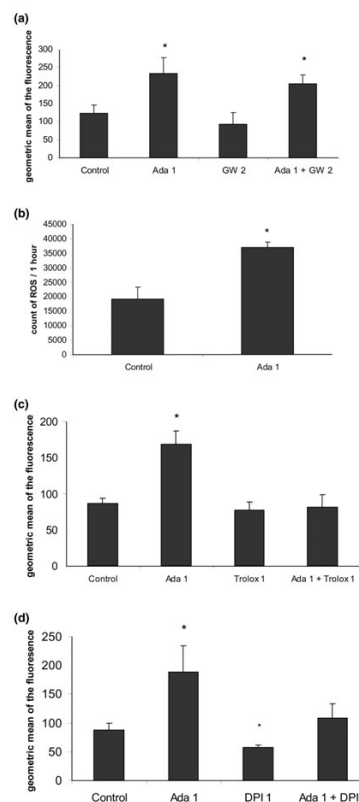 (a)
geometric mean of the fluorescence
300
250
200
150
100
50
0
*
*
Control Ada 1 GW 2 Ada 1 + GW 2
(b)
count of ROS / 1 hour
45000
40000
35000
30000
25000
20000
15000
10000
5000
0
*
Control Ada 1
(c)
geometric mean of the fluorescence
200
150
100
50
0
*
Control Ada 1 Trolox 1 Ada 1 + Trolox 1
(d)
geometric mean of the fluoresence
250
200
150
100
50
0
*
*
Control Ada 1 DPI 1 Ada 1 + DPI